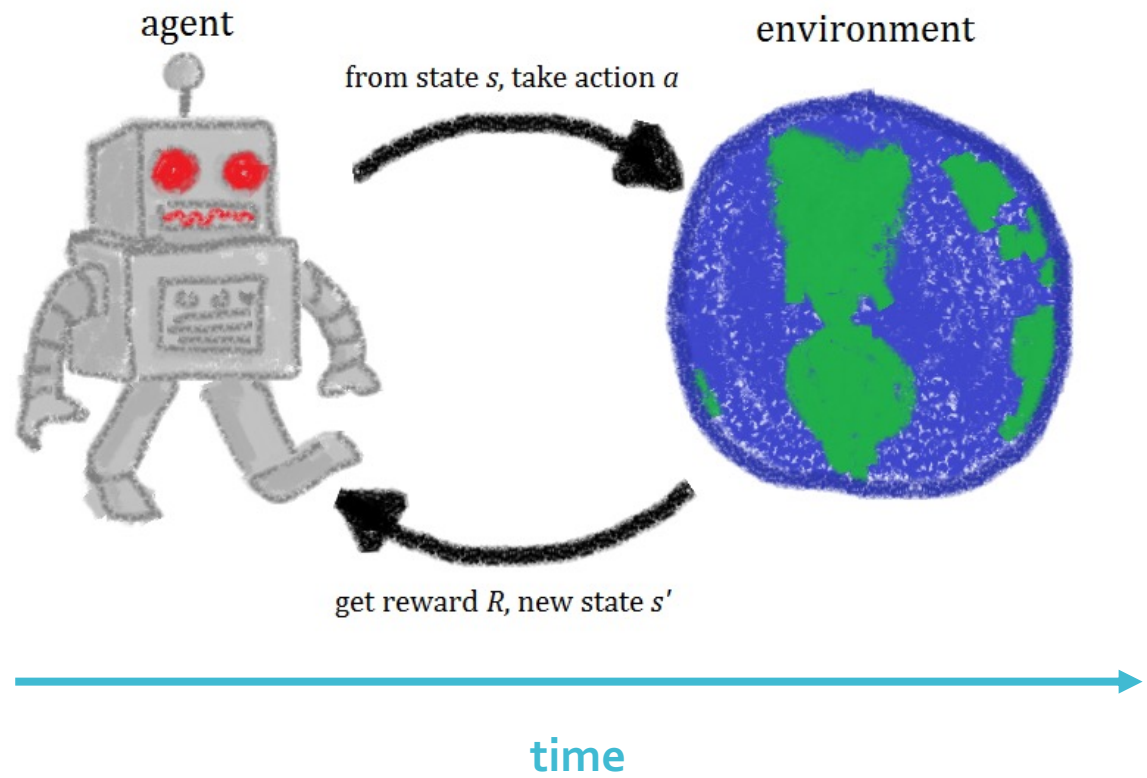 agent
environment
from state s, take action a
get reward R, new state s′
time